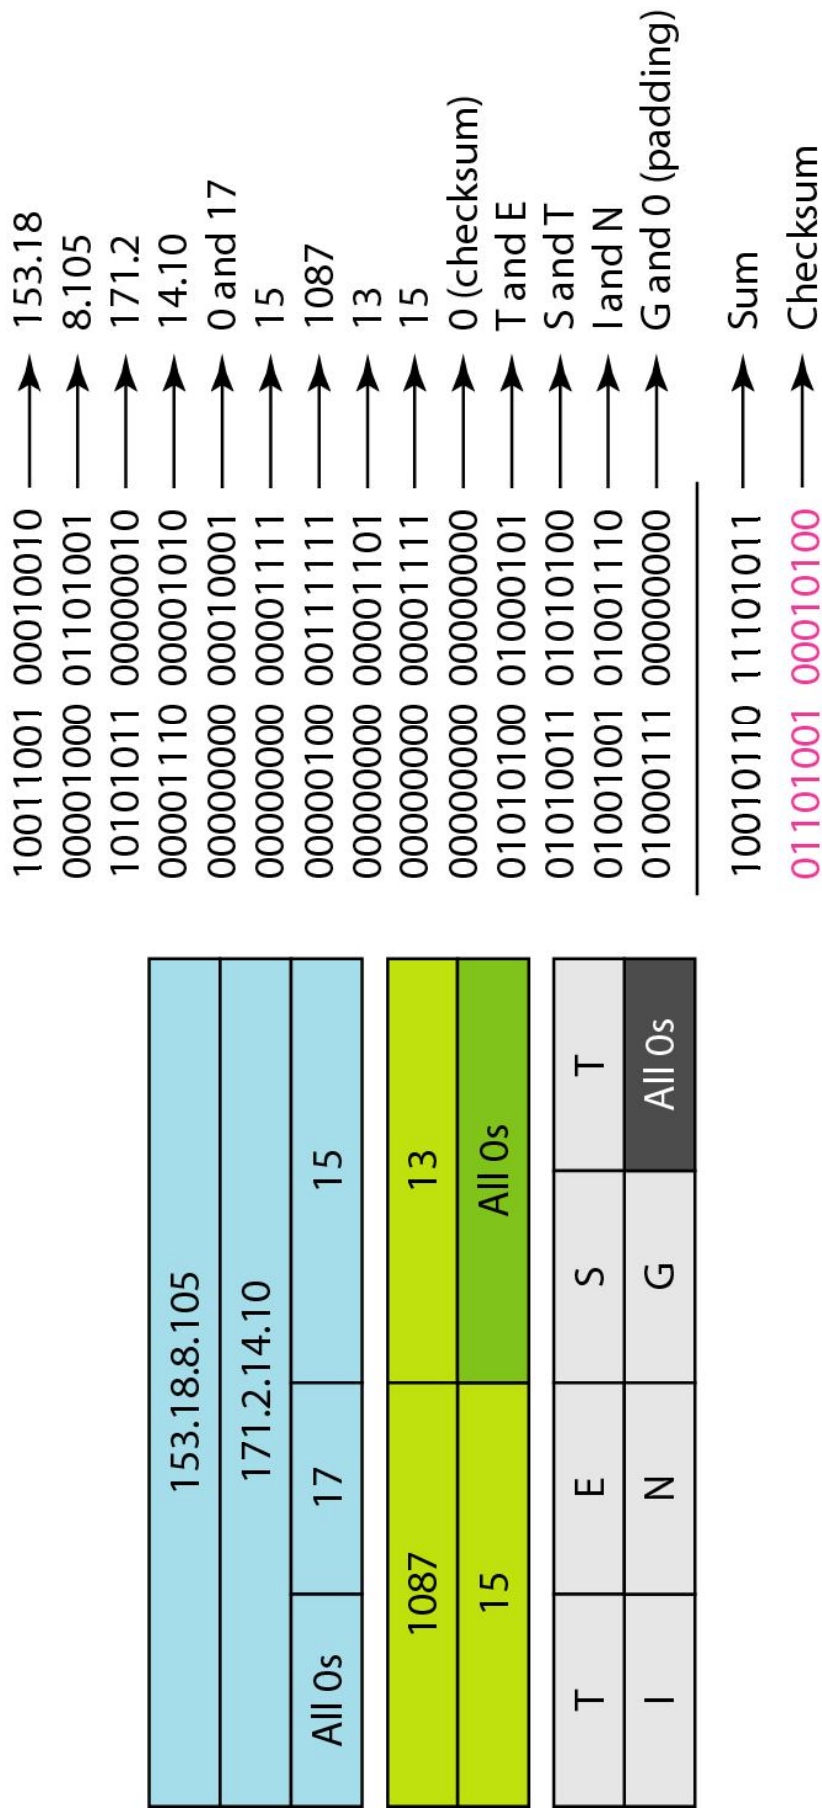 153.18.8.105
171.2.14.10
All 0s 17 15
1087 13
15 All 0s
T E S T
I N G All 0s
10011001 00010010 153.18
00001000 01101001 8.105
10101011 00000010 171.2
00001110 00001010 14.10
00000000 00010001 0 and 17
00000000 00001111 15
00000100 00111111 1087
00000000 00001101 13
00000000 00001111 15
00000000 00000000 0 (checksum)
01010100 01000101 T and E
01010011 01010100 S and T
01001001 01001110 I and N
01000111 00000000 G and 0 (padding)
10010110 11101011 Sum
01101001 00010100 Checksum